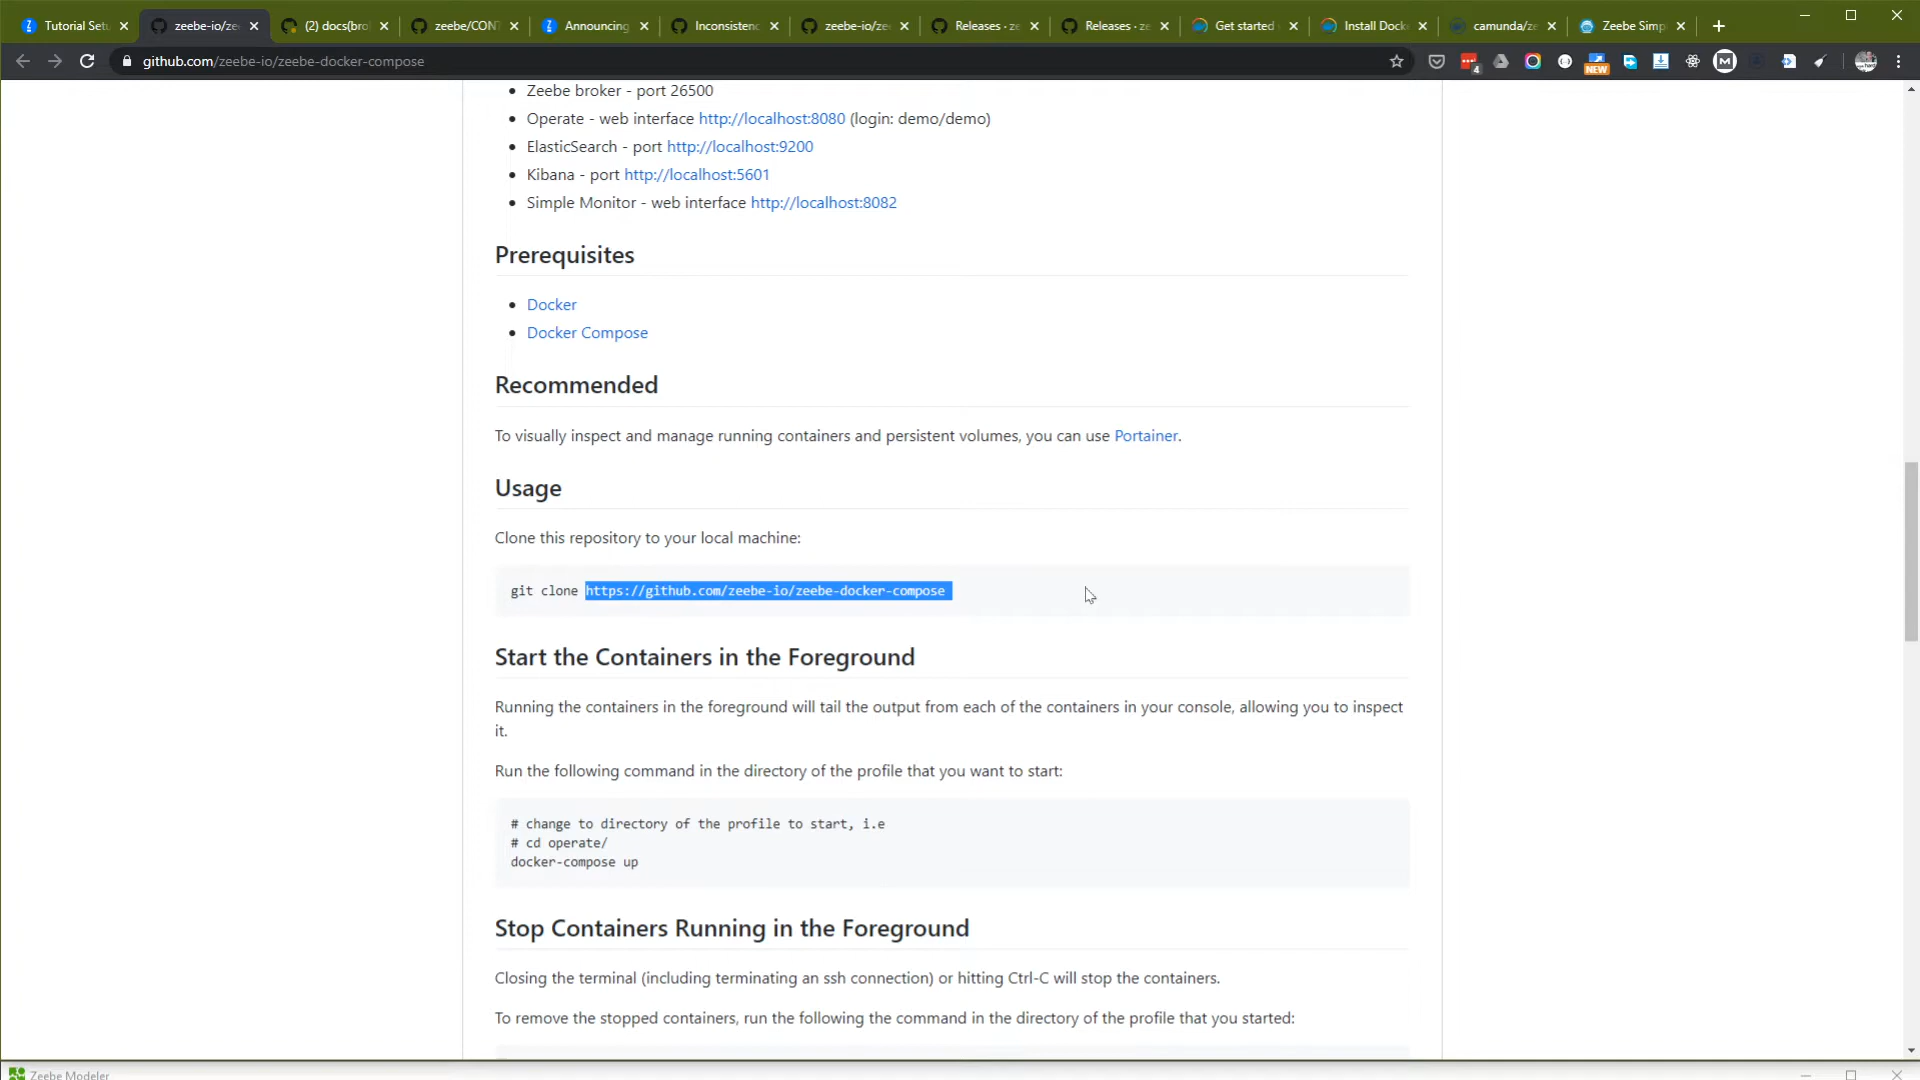 Tutorial Setu
zeebe-io/zee
(2) docs(bro
zeebe/CONT
Announcing
Inconsistenc
zeebe-io/zee
Releases · ze
Releases · ze
Get started
Install Docke
camunda/ze
Zeebe Simp
github.com/zeebe-io/zeebe-docker-compose
4
NEW
M
Zeebe broker - port 26500
Operate - web interface http://localhost:8080 (login: demo/demo)
ElasticSearch - port http://localhost:9200
Kibana - port http://localhost:5601
Simple Monitor - web interface http://localhost:8082
Prerequisites
Docker
Docker Compose
Recommended
To visually inspect and manage running containers and persistent volumes, you can use Portainer.
Usage
Clone this repository to your local machine:
git clone https://github.com/zeebe-io/zeebe-docker-compose
Start the Containers in the Foreground
Running the containers in the foreground will tail the output from each of the containers in your console, allowing you to inspect
it.
Run the following command in the directory of the profile that you want to start:
# change to directory of the profile to start, i.e
# cd operate/
docker-compose up
Stop Containers Running in the Foreground
Closing the terminal (including terminating an ssh connection) or hitting Ctrl-C will stop the containers.
To remove the stopped containers, run the following the command in the directory of the profile that you started:
Zeebe Modeler